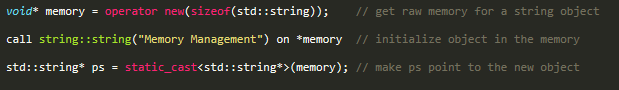 void* memory = operator new(sizeof(std::string)); // get raw memory for a string object
call string::string("Memory Management") on *memory // initialize object in the memory
std::string* ps = static_cast<std::string*>(memory); // make ps point to the new object